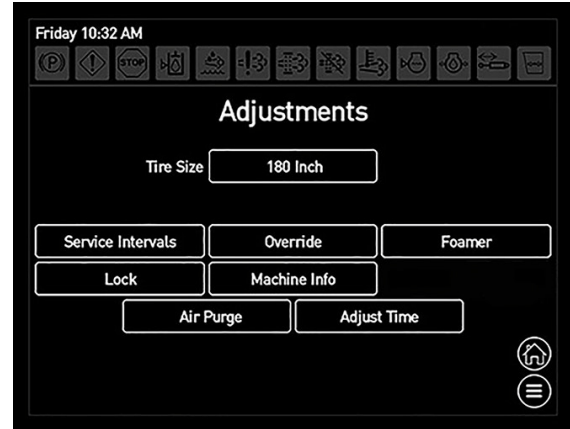 Friday 10:32 AM
(P) STOP
Adjustments
Tire Size 180 Inch
Service Intervals Override Foamer
Lock Machine Info
Air Purge Adjust Time